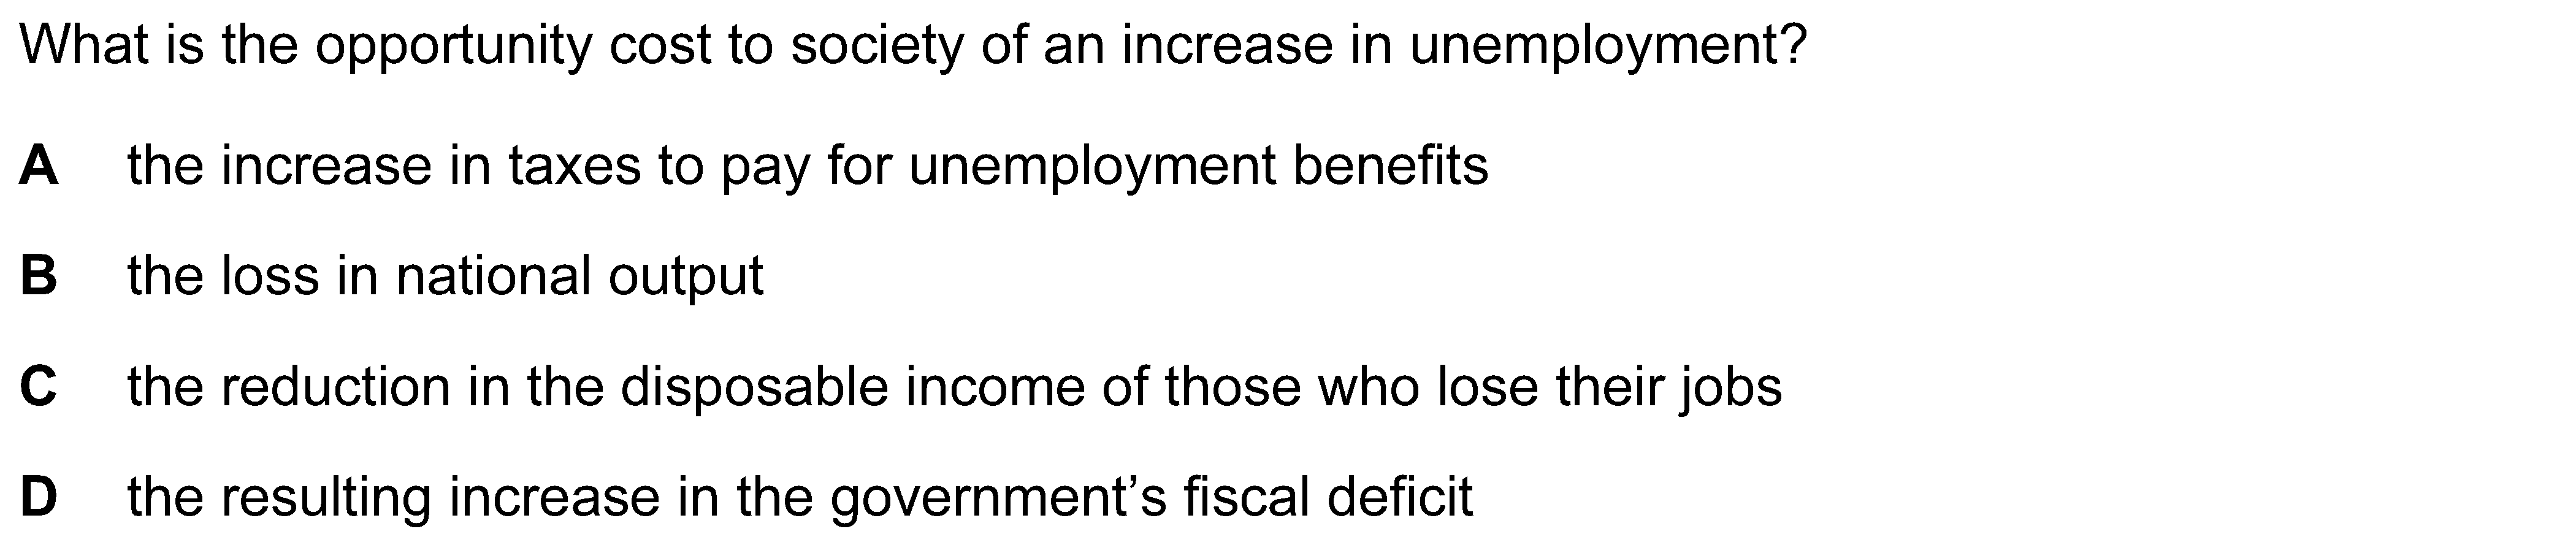 What is the opportunity cost to society of an increase in unemployment?
A the increase in taxes to pay for unemployment benefits
B the loss in national output
C the reduction in the disposable income of those who lose their jobs
D the resulting increase in the government’s fiscal deficit